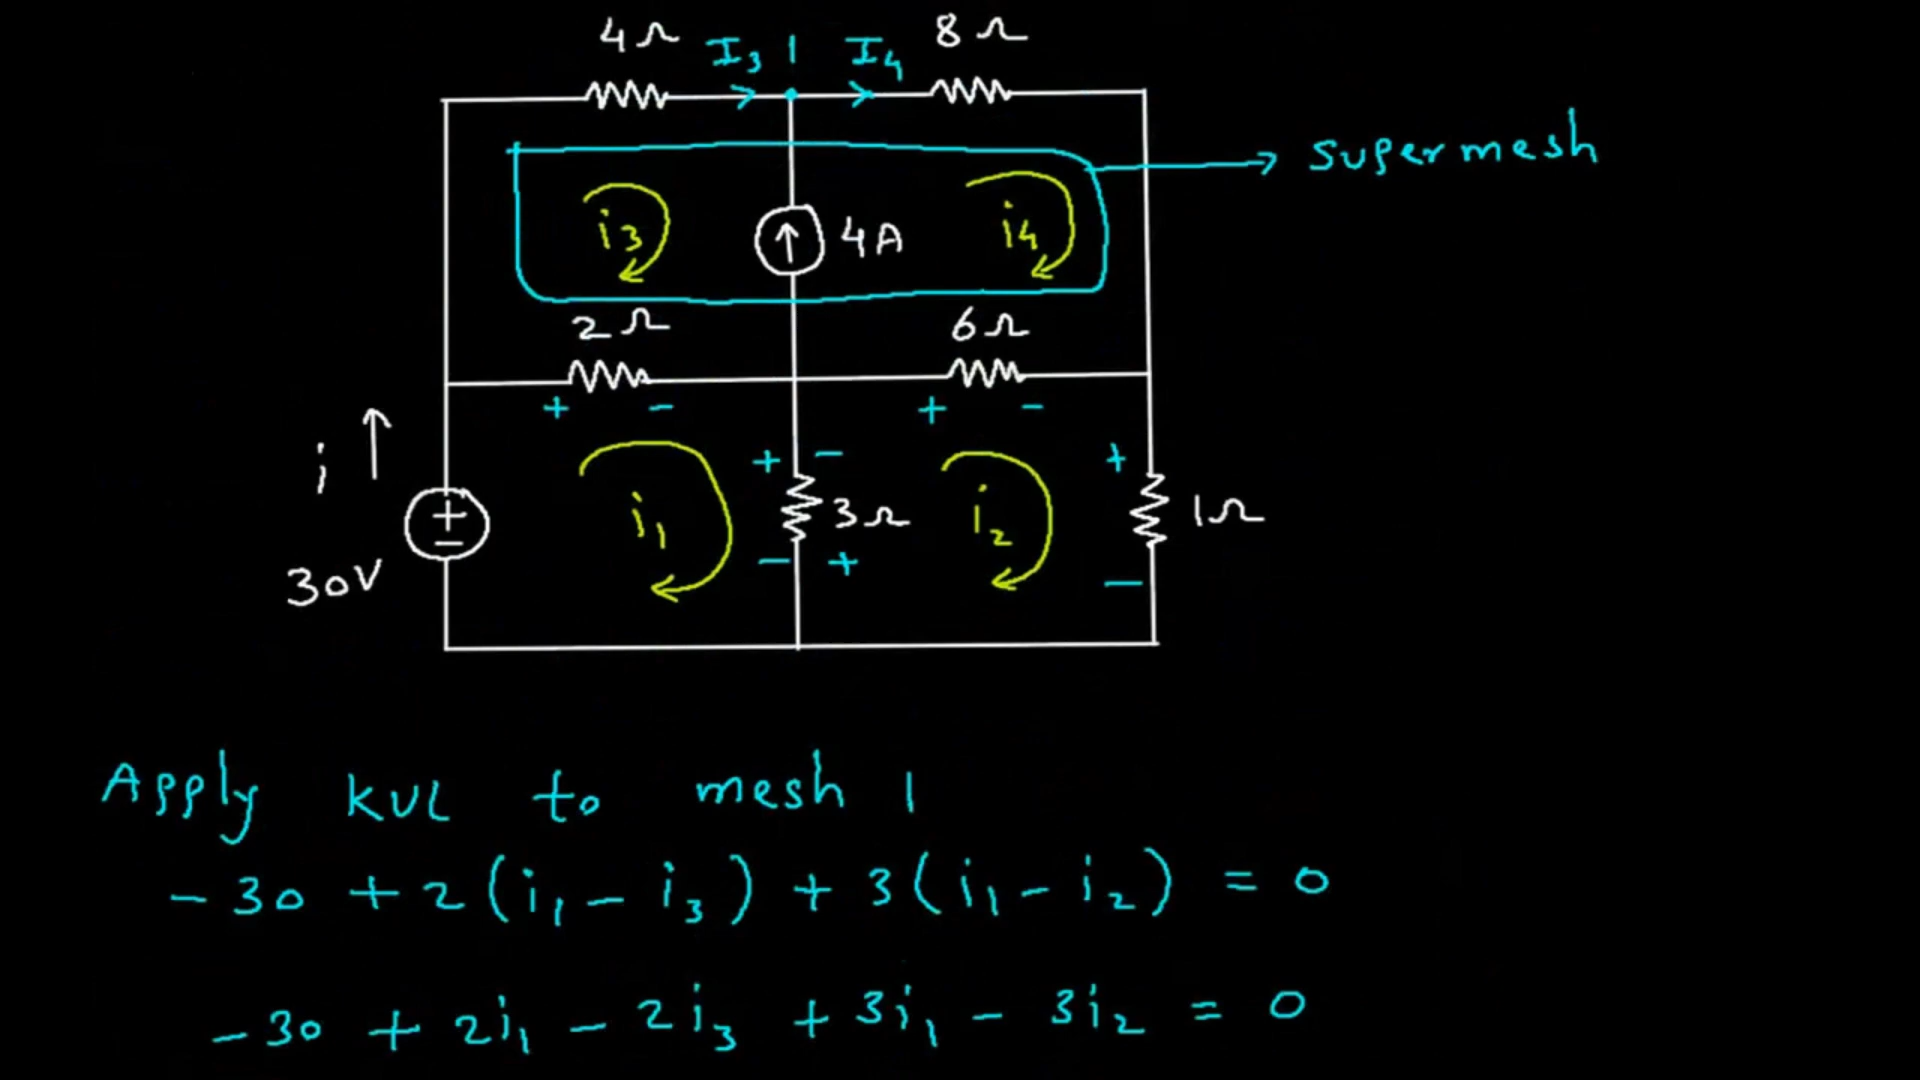 4Ω I₃ 1 I₄ 8Ω
supermesh
i₃ 4A i₄
2Ω 6Ω
+ - + -
i + - +
i₁ 3Ω i₂ 1Ω
+ -
30V - + -
Apply KVL to mesh 1
-30 + 2(i₁ - i₃) + 3(i₁ - i₂) = 0
-30 + 2i₁ - 2i₃ + 3i₁ - 3i₂ = 0